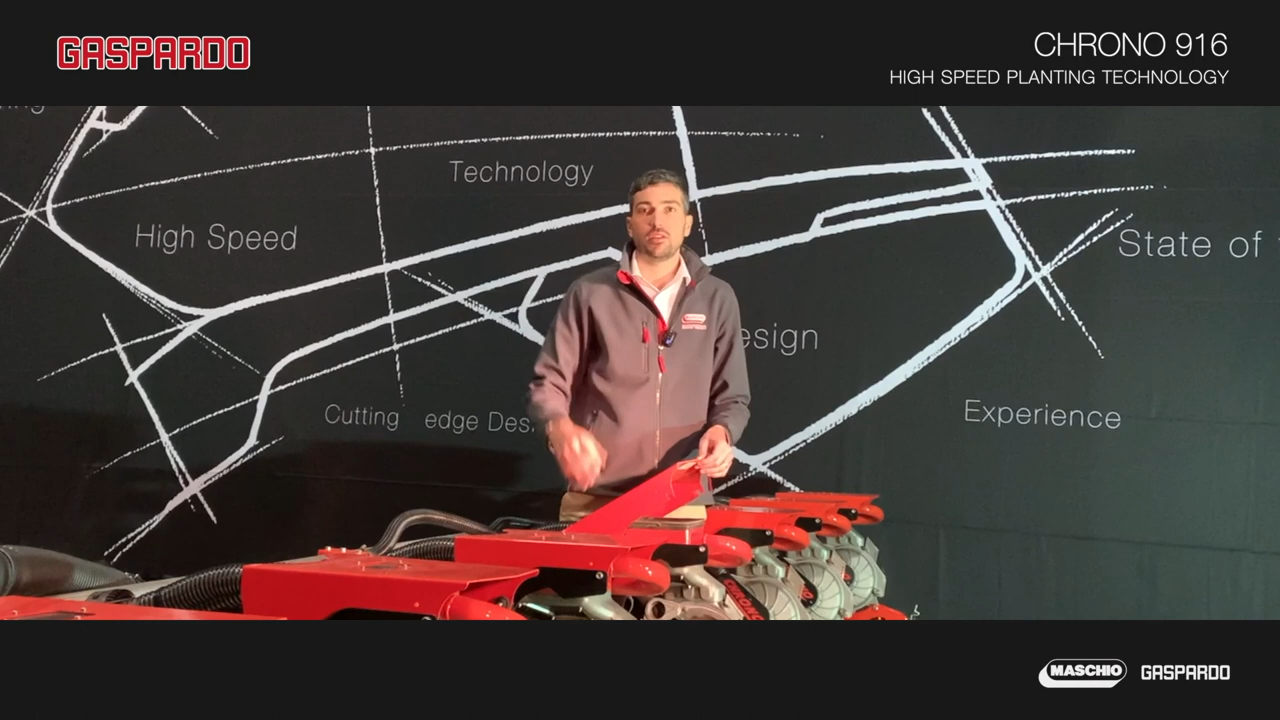 GASPARDO
CHRONO 916
HIGH SPEED PLANTING TECHNOLOGY
Technology
High Speed
State of
esign
Cutting edge Des
Experience
MASCHIO GASPARDO